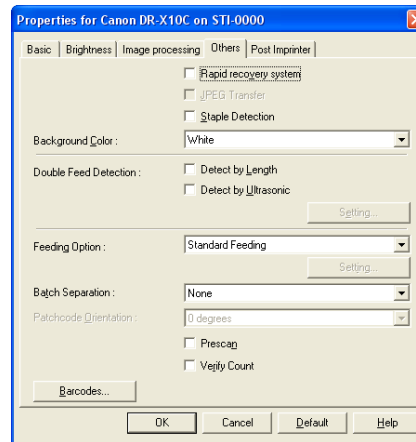 Properties for Canon DR-X10C on STI-0000
Basic Brightness Image processing Others Post Imprinter
Rapid recovery system
JPEG Transfer
Staple Detection
Background Color : White
Double Feed Detection : Detect by Length
Detect by Ultrasonic
Setting...
Feeding Option : Standard Feeding
Setting...
Batch Separation : None
Patchcode Orientation : 0 degrees
Prescan
Verify Count
Barcodes...
OK Cancel Default Help